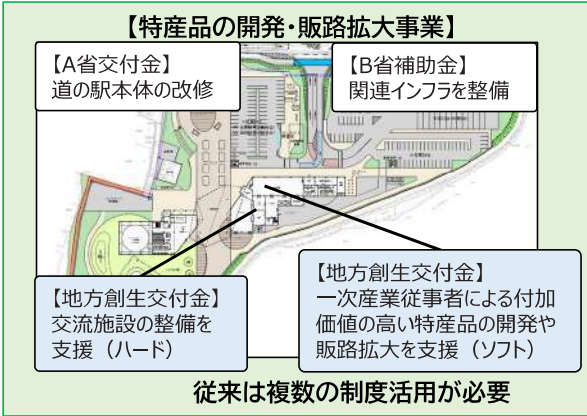 【特産品の開発・販路拡大事業】
【A省交付金】
道の駅本体の改修
【B省補助金】
関連インフラを整備
【地方創生交付金】
交流施設の整備を
支援（ハード）
【地方創生交付金】
一次産業従事者による付加
価値の高い特産品の開発や
販路拡大を支援（ソフト）
従来は複数の制度活用が必要